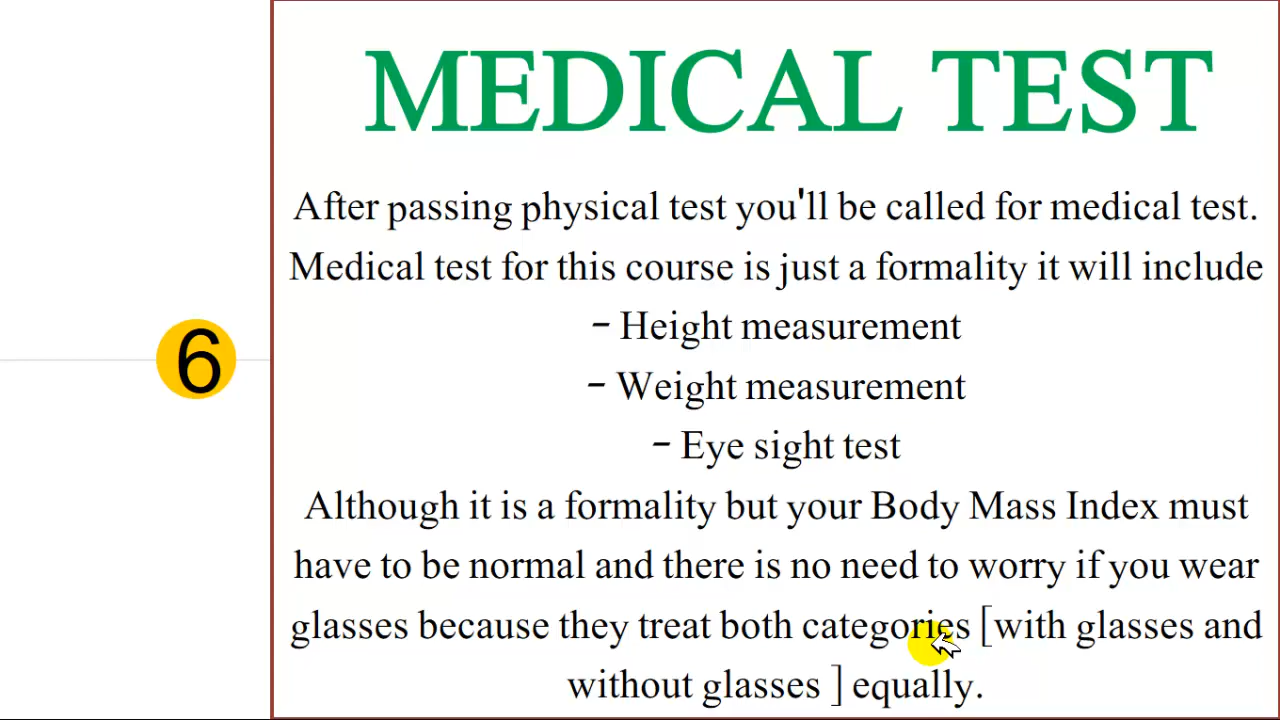 MEDICAL TEST
After passing physical test you'll be called for medical test.
Medical test for this course is just a formality it will include
- Height measurement
- Weight measurement
- Eye sight test
6
Although it is a formality but your Body Mass Index must
have to be normal and there is no need to worry if you wear
glasses because they treat both categories [with glasses and
without glasses ] equally.